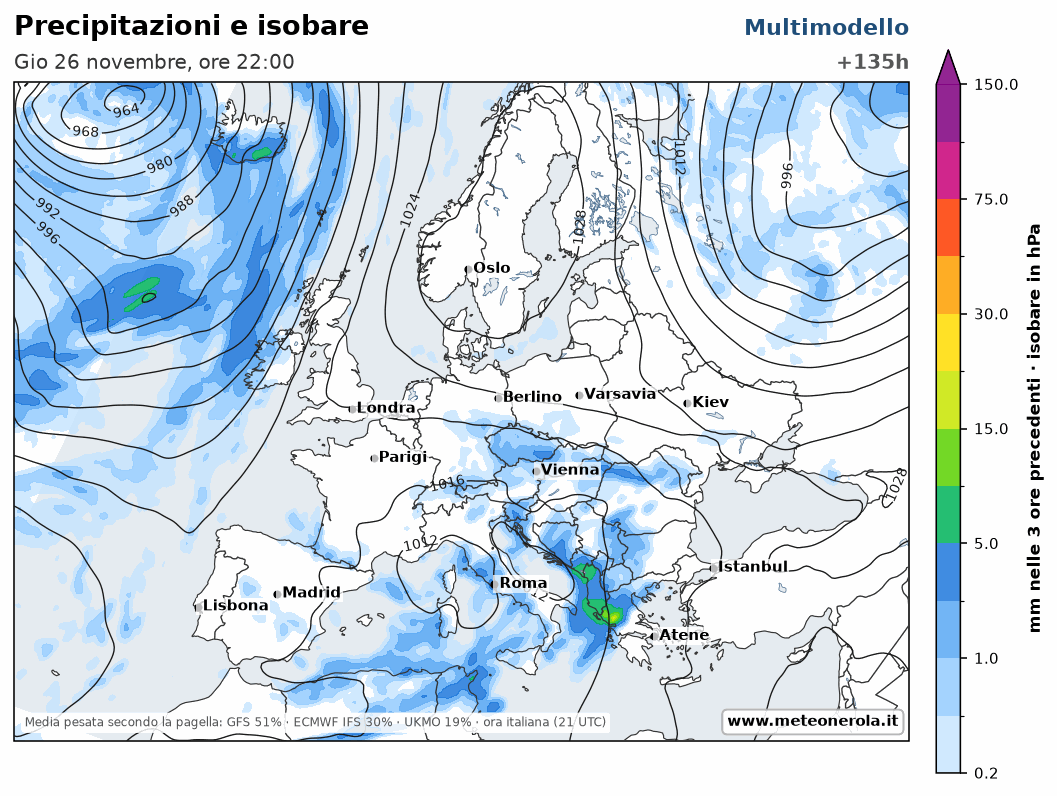 Precipitazioni e isobare
Multimodello
Gio 26 novembre, ore 22:00
+135h
964
968
980
988
992
996
1024
1028
1012
996
Oslo
Londra
Berlino
Varsavia
Kiev
Parigi
Vienna
1016
1028
1012
Roma
Istanbul
Madrid
Lisbona
Atene
Media pesata secondo la pagella: GFS 51% · ECMWF IFS 30% · UKMO 19% · ora italiana (21 UTC)
www.meteonerola.it
150.0
75.0
30.0
15.0
5.0
1.0
0.2
mm nelle 3 ore precedenti · isobare in hPa